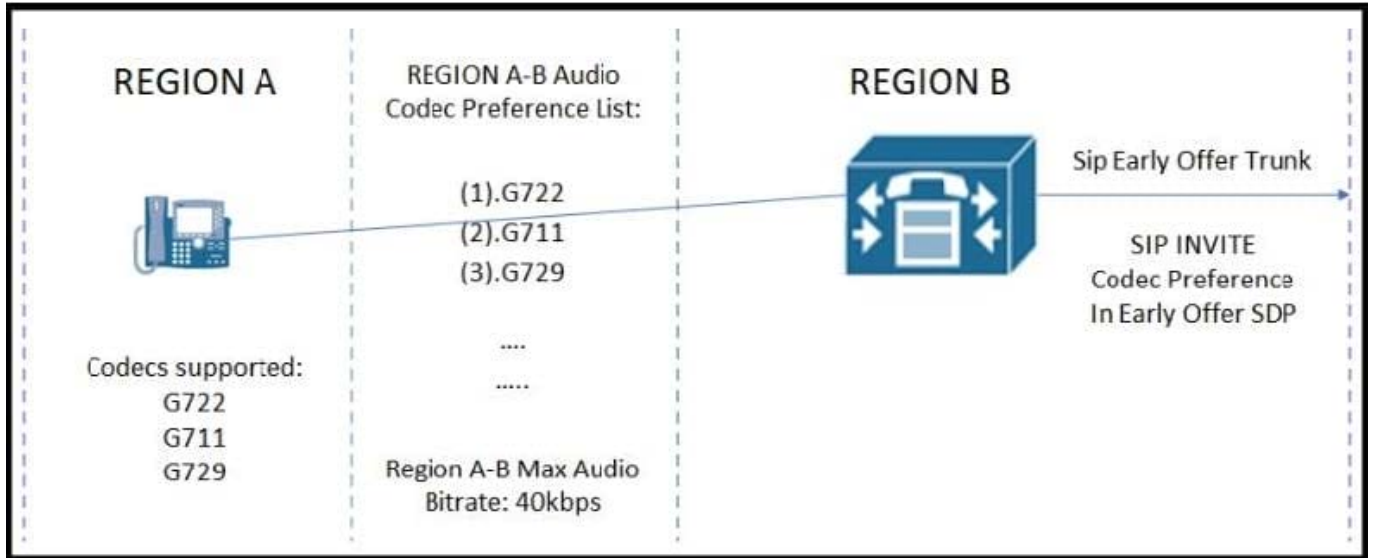 REGION A
Codecs supported:
G722
G711
G729
REGION A-B Audio
Codec Preference List:
(1).G722
(2).G711
(3).G729
....
.....
Region A-B Max Audio
Bitrate: 40kbps
REGION B
Sip Early Offer Trunk
SIP INVITE
Codec Preference
In Early Offer SDP